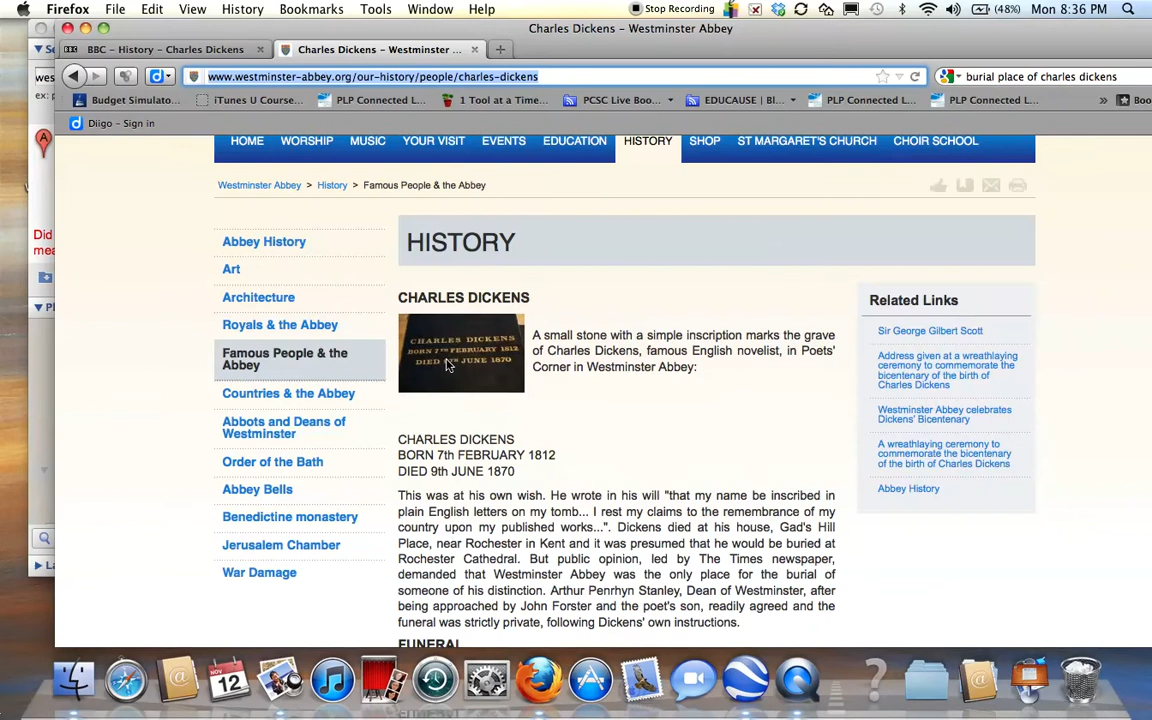 Firefox File Edit View History Bookmarks Tools Window Help Stop Recording (48%) Mon 8:36 PM
Charles Dickens – Westminster Abbey
BBC – History – Charles Dickens Charles Dickens – Westminster ...
www.westminster-abbey.org/our-history/people/charles-dickens burial place of charles dickens
Budget Simulato... iTunes U Course... PLP Connected L... 1 Tool at a Time... PCSC Live Boo... EDUCAUSE | Bl... PLP Connected L... PLP Connected L... » Boo
Diigo – Sign in
wes
ex: p
A
Did
mea
HOME WORSHIP MUSIC YOUR VISIT EVENTS EDUCATION HISTORY SHOP ST MARGARET'S CHURCH CHOIR SCHOOL
Westminster Abbey > History > Famous People & the Abbey
Abbey History
Art
Architecture
Royals & the Abbey
Famous People & the
Abbey
Countries & the Abbey
Abbots and Deans of
Westminster
Order of the Bath
Abbey Bells
Benedictine monastery
Jerusalem Chamber
War Damage
HISTORY
CHARLES DICKENS
CHARLES DICKENS
BORN 7TH FEBRUARY 1812
DIED 9TH JUNE 1870
A small stone with a simple inscription marks the grave
of Charles Dickens, famous English novelist, in Poets'
Corner in Westminster Abbey:
CHARLES DICKENS
BORN 7th FEBRUARY 1812
DIED 9th JUNE 1870
This was at his own wish. He wrote in his will "that my name be inscribed in
plain English letters on my tomb... I rest my claims to the remembrance of my
country upon my published works...". Dickens died at his house, Gad's Hill
Place, near Rochester in Kent and it was presumed that he would be buried at
Rochester Cathedral. But public opinion, led by The Times newspaper,
demanded that Westminster Abbey was the only place for the burial of
someone of his distinction. Arthur Penrhyn Stanley, Dean of Westminster, after
being approached by John Forster and the poet's son, readily agreed and the
funeral was strictly private, following Dickens' own instructions.
FUNERAL
Related Links
Sir George Gilbert Scott
Address given at a wreathlaying
ceremony to commemorate the
bicentenary of the birth of
Charles Dickens
Westminster Abbey celebrates
Dickens' Bicentenary
A wreathlaying ceremony to
commemorate the bicentenary
of the birth of Charles Dickens
Abbey History
NOV
12